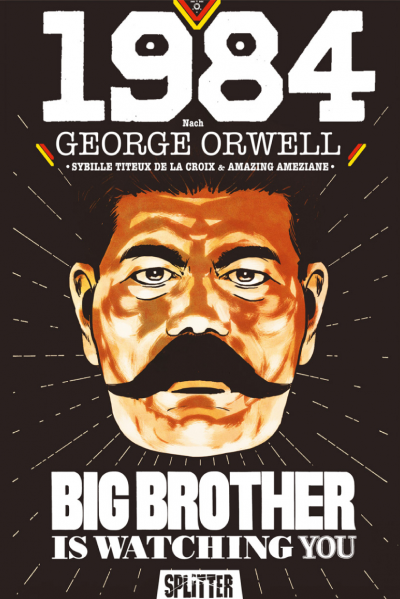 1984
Nach
GEORGE ORWELL
• SYBILLE TITEUX DE LA CROIX & AMAZING AMEZIANE •
BIG BROTHER
IS WATCHING YOU
SPLITTER